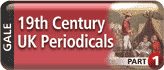 GALE
19th Century
UK Periodicals
PART 1